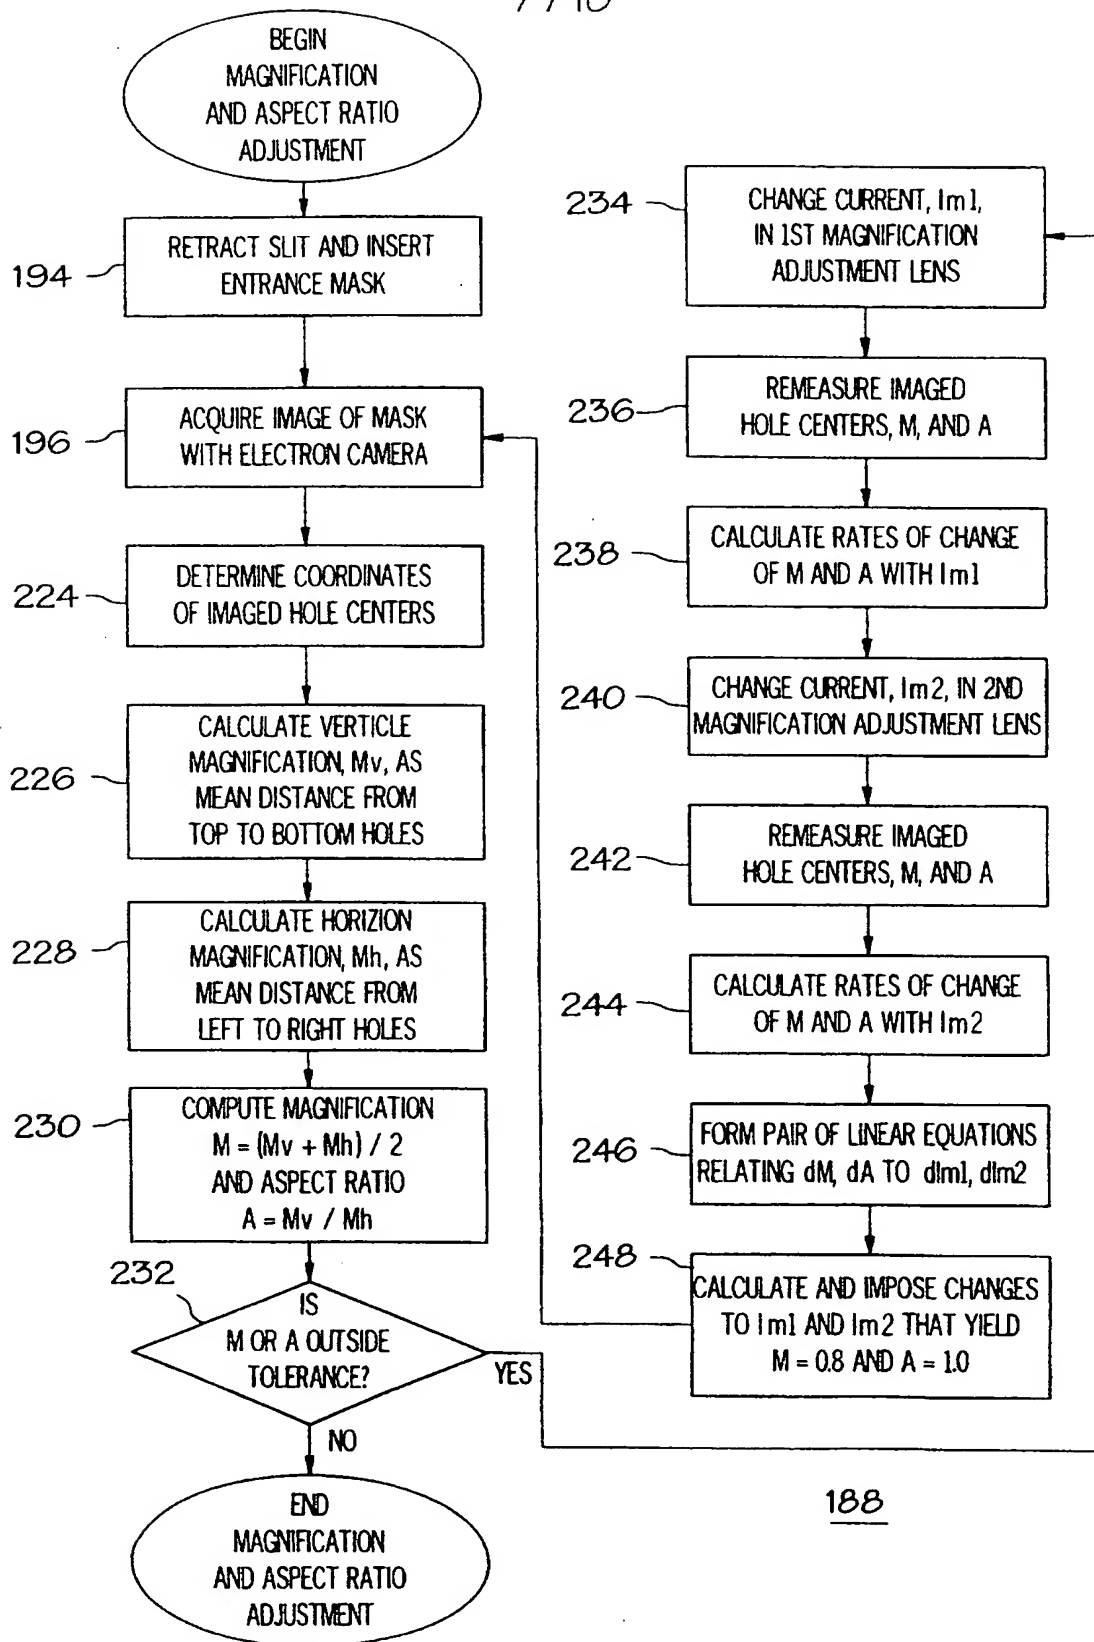 7/10
BEGIN
MAGNIFICATION
AND ASPECT RATIO
ADJUSTMENT
194
RETRACT SLIT AND INSERT
ENTRANCE MASK
196
ACQUIRE IMAGE OF MASK
WITH ELECTRON CAMERA
224
DETERMINE COORDINATES
OF IMAGED HOLE CENTERS
226
CALCULATE VERTICLE
MAGNIFICATION, Mv, AS
MEAN DISTANCE FROM
TOP TO BOTTOM HOLES
228
CALCULATE HORIZION
MAGNIFICATION, Mh, AS
MEAN DISTANCE FROM
LEFT TO RIGHT HOLES
230
COMPUTE MAGNIFICATION
M = (Mv + Mh) / 2
AND ASPECT RATIO
A = Mv / Mh
232
IS
M OR A OUTSIDE
TOLERANCE?
YES
NO
END
MAGNIFICATION
AND ASPECT RATIO
ADJUSTMENT
234
CHANGE CURRENT, Im1,
IN 1ST MAGNIFICATION
ADJUSTMENT LENS
236
REMEASURE IMAGED
HOLE CENTERS, M, AND A
238
CALCULATE RATES OF CHANGE
OF M AND A WITH Im1
240
CHANGE CURRENT, Im2, IN 2ND
MAGNIFICATION ADJUSTMENT LENS
242
REMEASURE IMAGED
HOLE CENTERS, M, AND A
244
CALCULATE RATES OF CHANGE
OF M AND A WITH Im2
246
FORM PAIR OF LINEAR EQUATIONS
RELATING dM, dA TO dIm1, dIm2
248
CALCULATE AND IMPOSE CHANGES
TO Im1 AND Im2 THAT YIELD
M = 0.8 AND A = 1.0
188